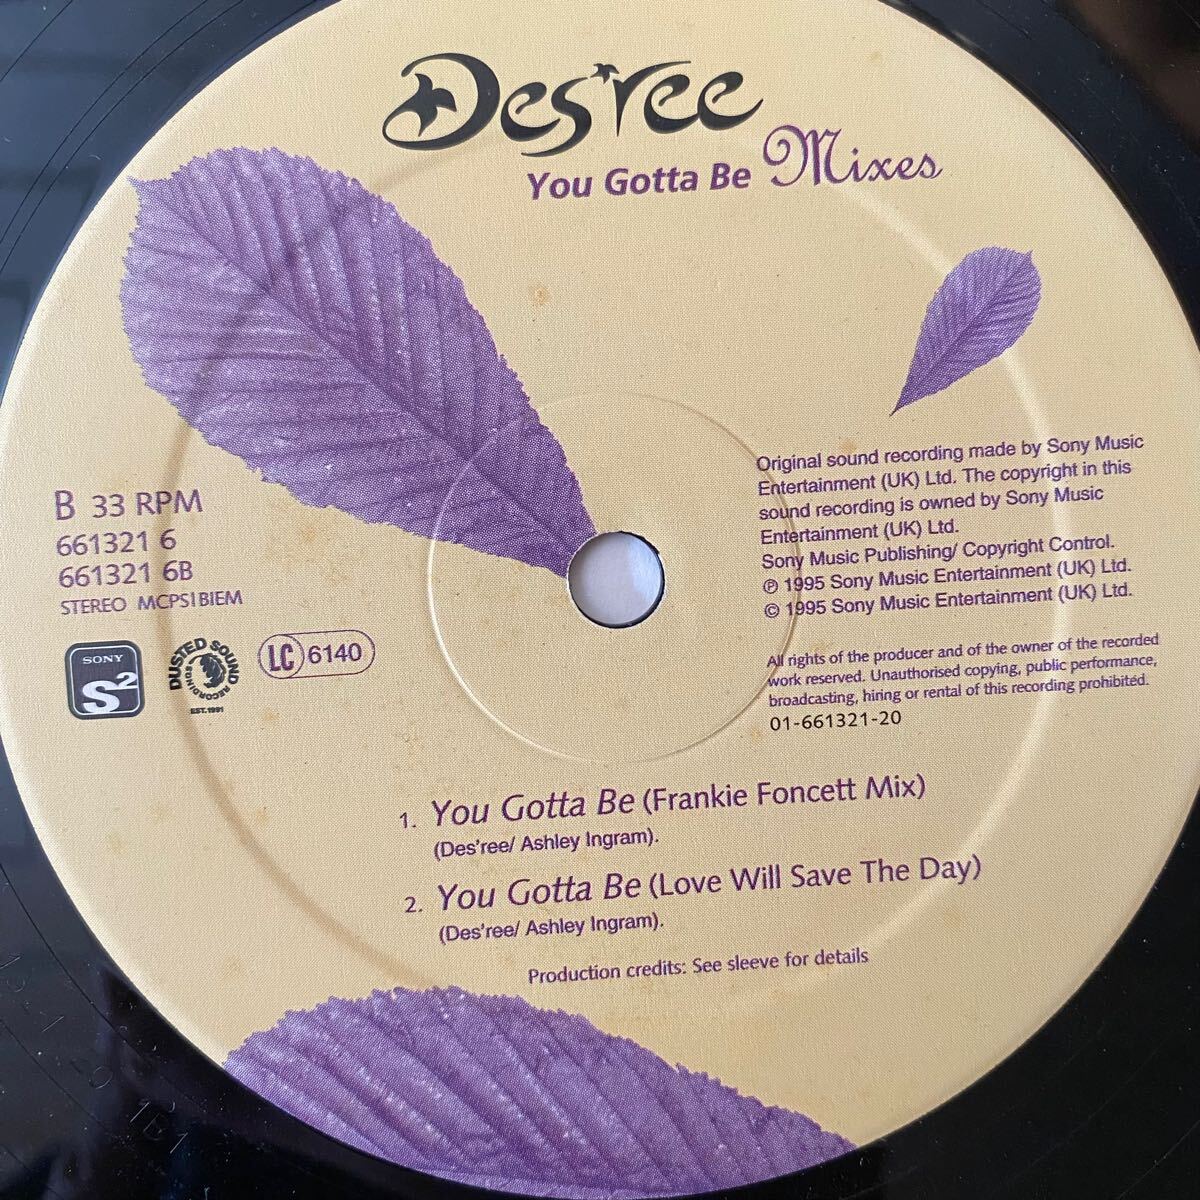 Des'ree
You Gotta Be Mixes
B 33 RPM
661321 6
661321 6B
STEREO MCPS|BIEM
SONY
S2
DUSTED SOUND
RECORDINGS
EST.1991
LC 6140
Original sound recording made by Sony Music
Entertainment (UK) Ltd. The copyright in this
sound recording is owned by Sony Music
Entertainment (UK) Ltd.
Sony Music Publishing/ Copyright Control.
℗ 1995 Sony Music Entertainment (UK) Ltd.
© 1995 Sony Music Entertainment (UK) Ltd.
All rights of the producer and of the owner of the recorded
work reserved. Unauthorised copying, public performance,
broadcasting, hiring or rental of this recording prohibited.
01-661321-20
1. You Gotta Be (Frankie Foncett Mix)
(Des'ree/ Ashley Ingram).
2. You Gotta Be (Love Will Save The Day)
(Des'ree/ Ashley Ingram).
Production credits: See sleeve for details